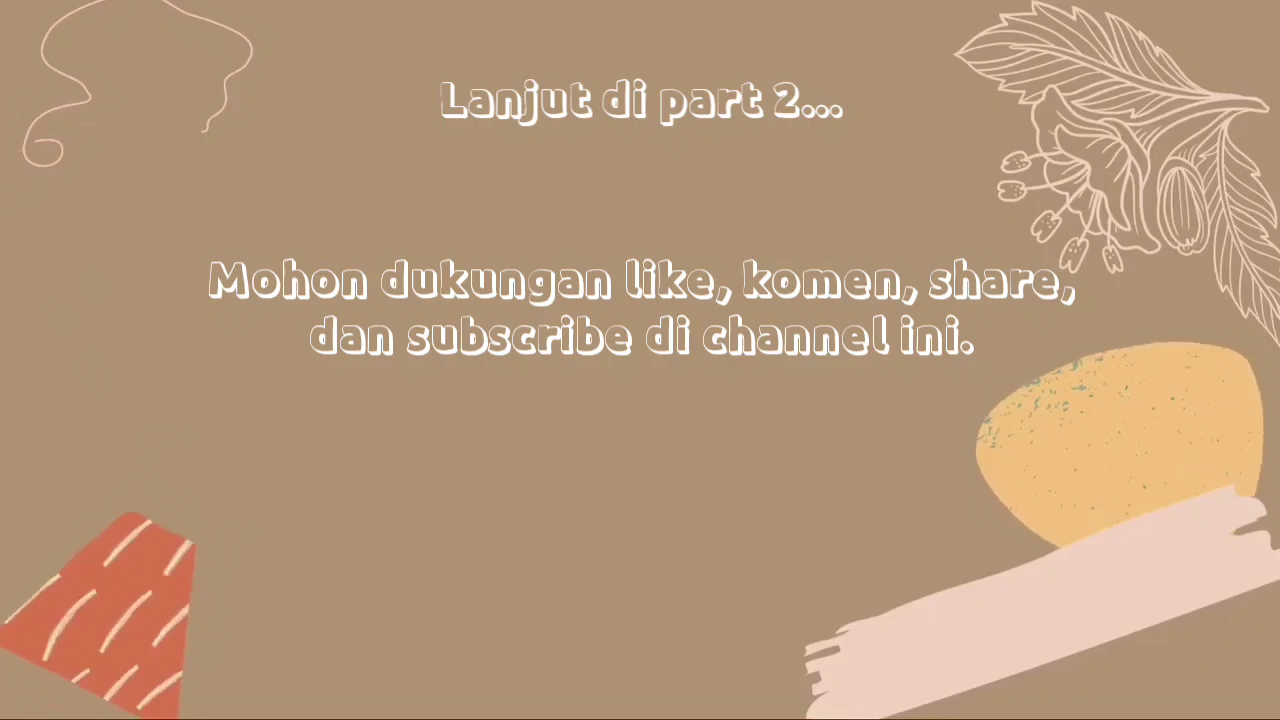 Lanjut di part 2...
Mohon dukungan like, komen, share,
dan subscribe di channel ini.